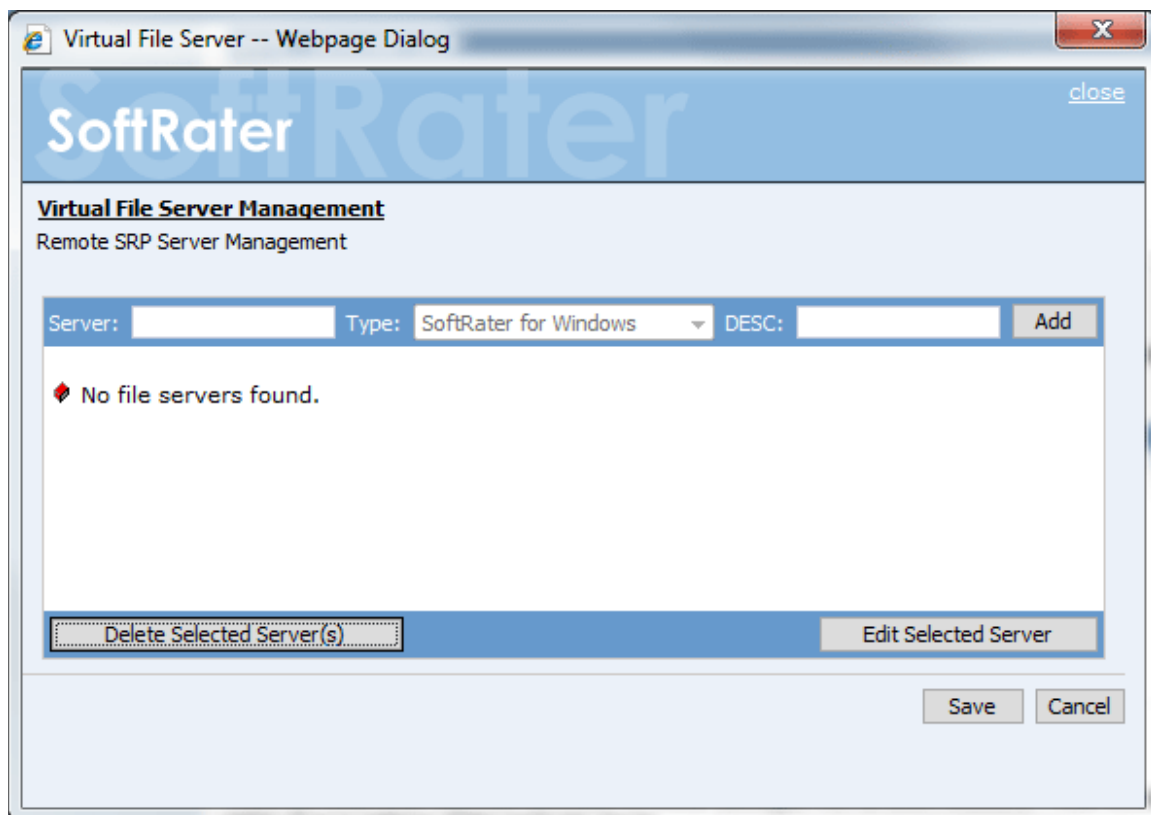 Virtual File Server -- Webpage Dialog
close
SoftRater
SoftRater
Virtual File Server Management
Remote SRP Server Management
Server: Type: SoftRater for Windows DESC: Add
No file servers found.
Delete Selected Server(s) Edit Selected Server
Save Cancel